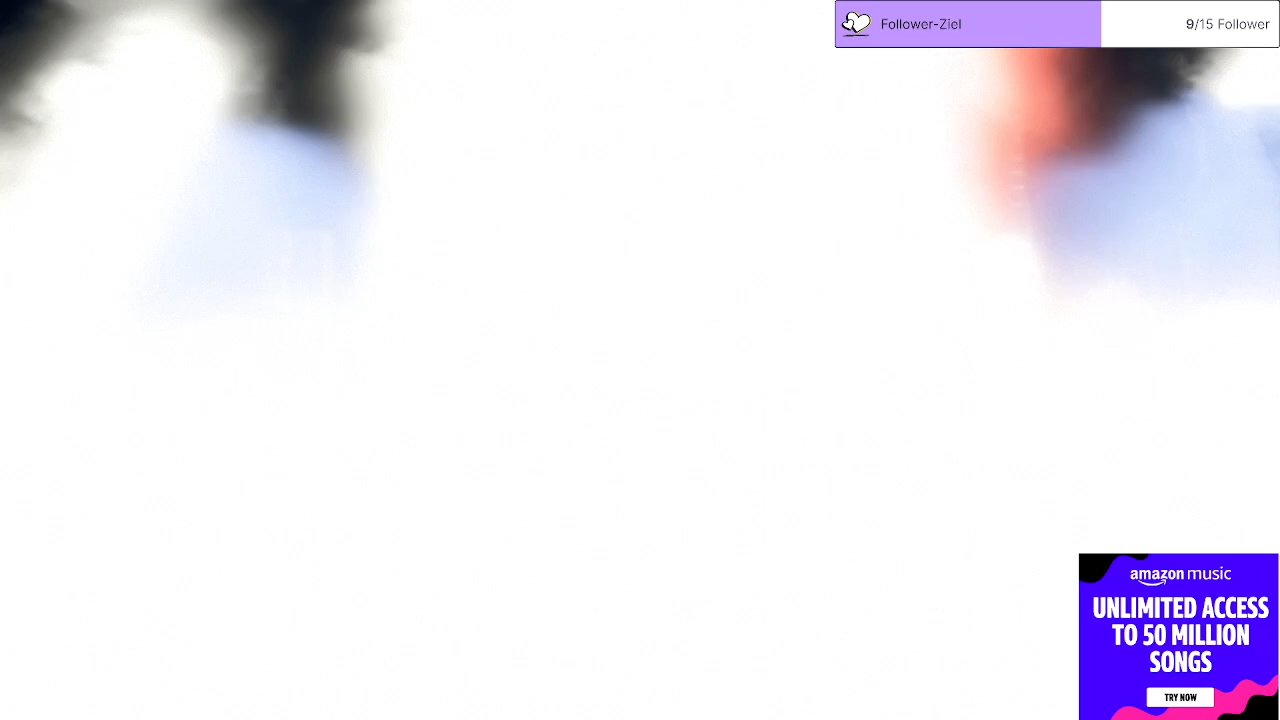 Follower-Ziel
9/15 Follower
amazon music
UNLIMITED ACCESS
TO 50 MILLION
SONGS
TRY NOW